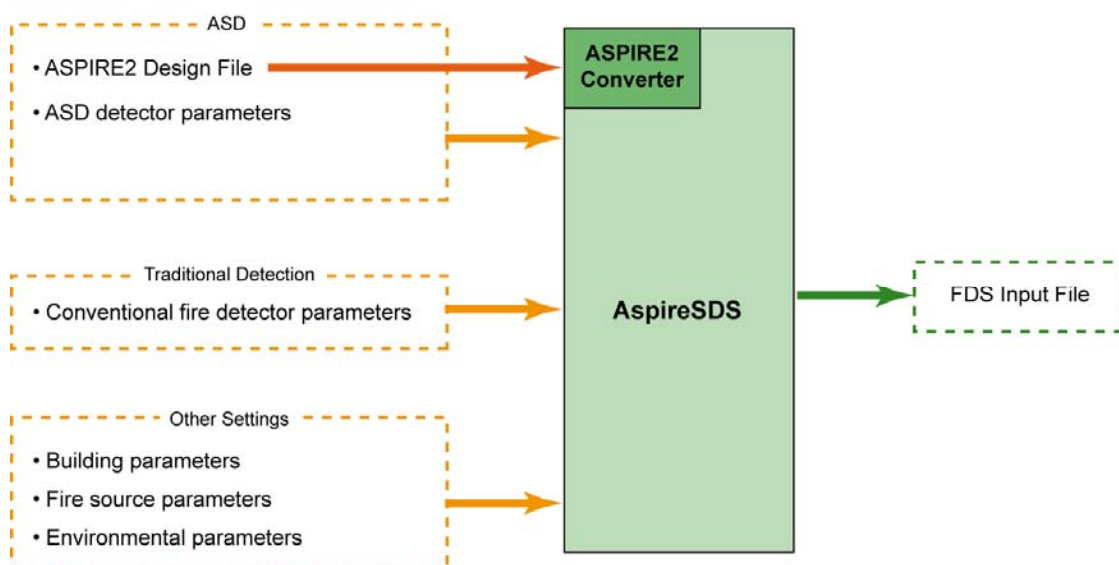 ASD
• ASPIRE2 Design File
• ASD detector parameters
Traditional Detection
• Conventional fire detector parameters
Other Settings
• Building parameters
• Fire source parameters
• Environmental parameters
ASPIRE2
Converter
AspireSDS
FDS Input File